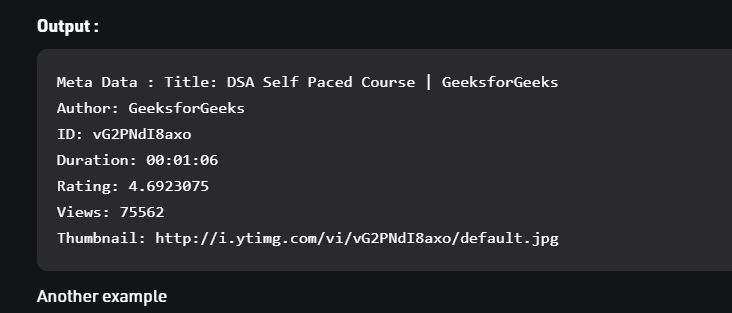 Output :
Meta Data : Title: DSA Self Paced Course | GeeksforGeeks
Author: GeeksforGeeks
ID: vG2PNdI8axo
Duration: 00:01:06
Rating: 4.6923075
Views: 75562
Thumbnail: http://i.ytimg.com/vi/vG2PNdI8axo/default.jpg
Another example